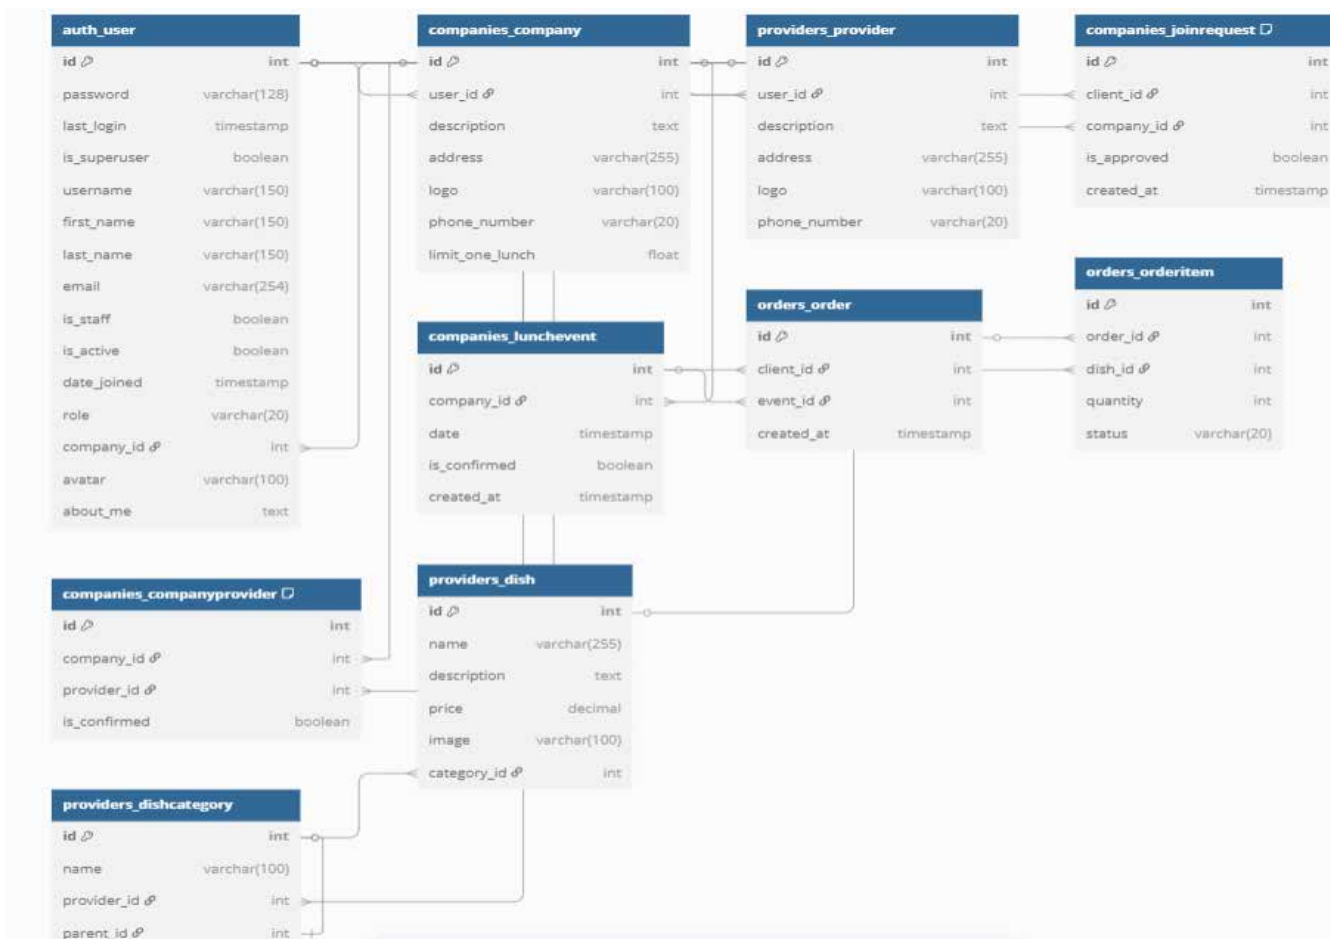 auth_user
id int
password varchar(128)
last_login timestamp
is_superuser boolean
username varchar(150)
first_name varchar(150)
last_name varchar(150)
email varchar(254)
is_staff boolean
is_active boolean
date_joined timestamp
role varchar(20)
company_id int
avatar varchar(100)
about_me text
companies_company
id int
user_id int
description text
address varchar(255)
logo varchar(100)
phone_number varchar(20)
limit_one_lunch float
providers_provider
id int
user_id int
description text
address varchar(255)
logo varchar(100)
phone_number varchar(20)
companies_joinrequest
id int
client_id int
company_id int
is_approved boolean
created_at timestamp
companies_lunchevent
id int
company_id int
date timestamp
is_confirmed boolean
created_at timestamp
orders_order
id int
client_id int
event_id int
created_at timestamp
orders_orderitem
id int
order_id int
dish_id int
quantity int
status varchar(20)
companies_companyprovider
id int
company_id int
provider_id int
is_confirmed boolean
providers_dish
id int
name varchar(255)
description text
price decimal
image varchar(100)
category_id int
providers_dishcategory
id int
name varchar(100)
provider_id int
parent_id int